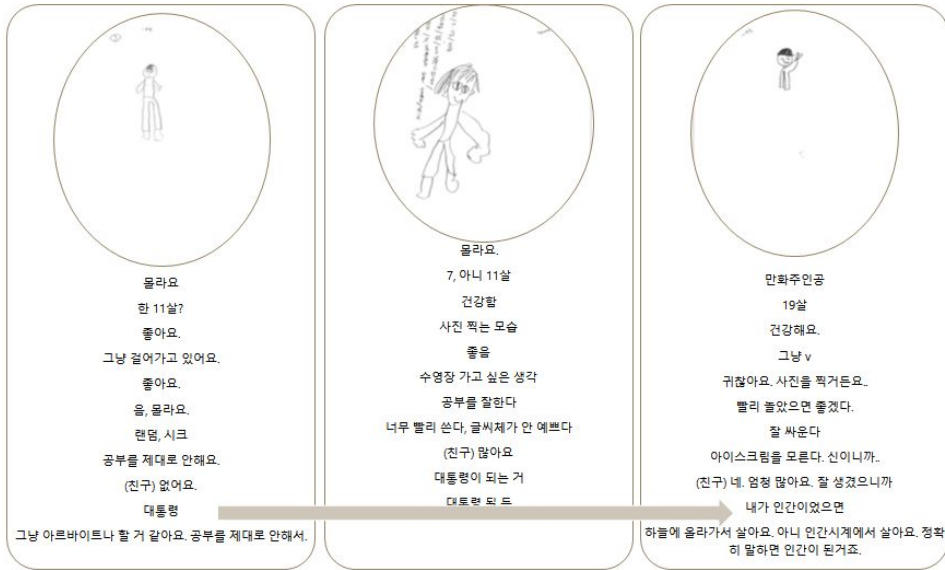 몰라요
한 11살?
좋아요.
그냥 걸어가고 있어요.
좋아요.
음, 몰라요.
랜덤, 시크
공부를 제대로 안해요.
(친구) 없어요.
대통령
그냥 아르바이트나 할 거 같아요. 공부를 제대로 안해서.
몰라요.
7, 아니 11살
건강함
사진 찍는 모습
좋음
수영장 가고 싶은 생각
공부를 잘한다
너무 빨리 쓴다, 글씨체가 안 예쁘다
(친구) 많아요
대통령이 되는 거
대통령 된
만화주인공
19살
건강해요.
그냥 v
귀찮아요. 사진을 찍거든요..
빨리 놀았으면 좋겠다.
잘 싸운다
아이스크림을 모른다. 신이니까..
(친구) 네. 엄청 많아요. 잘 생겼으니까
내가 인간이었으면
하늘에 올라가서 살아요. 아니 인간시계에서 살아요. 정확
히 말하면 인간이 된거죠.